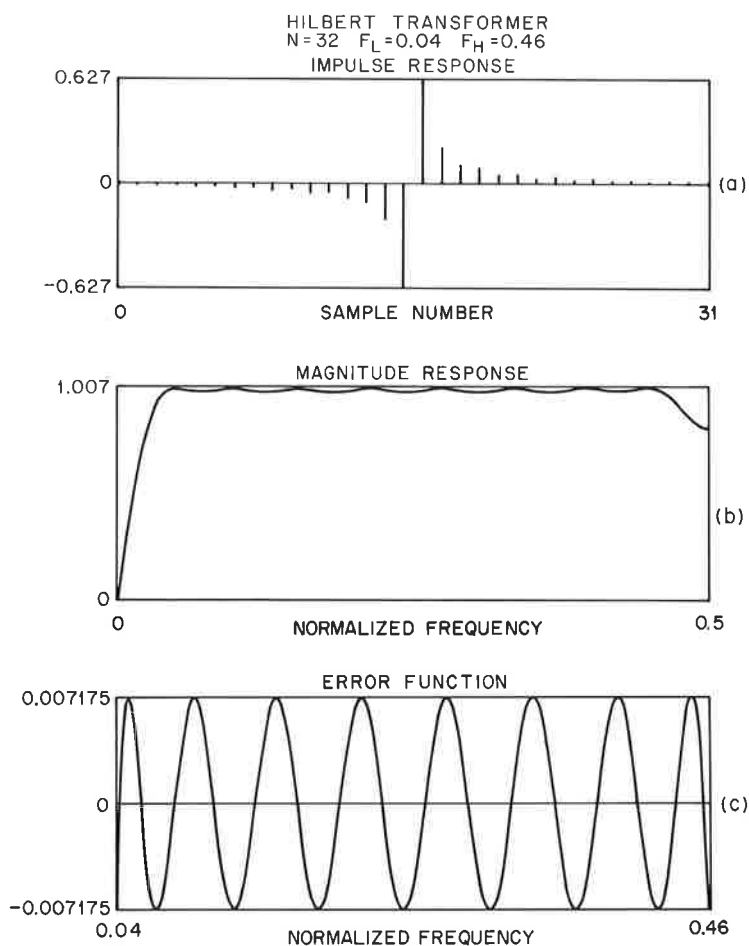 HILBERT TRANSFORMER
N=32 F_L=0.04 F_H=0.46
IMPULSE RESPONSE
0.627
0
(a)
-0.627
0
SAMPLE NUMBER
31
MAGNITUDE RESPONSE
1.007
(b)
0
0
NORMALIZED FREQUENCY
0.5
ERROR FUNCTION
0.007175
0
(c)
-0.007175
0.04
NORMALIZED FREQUENCY
0.46